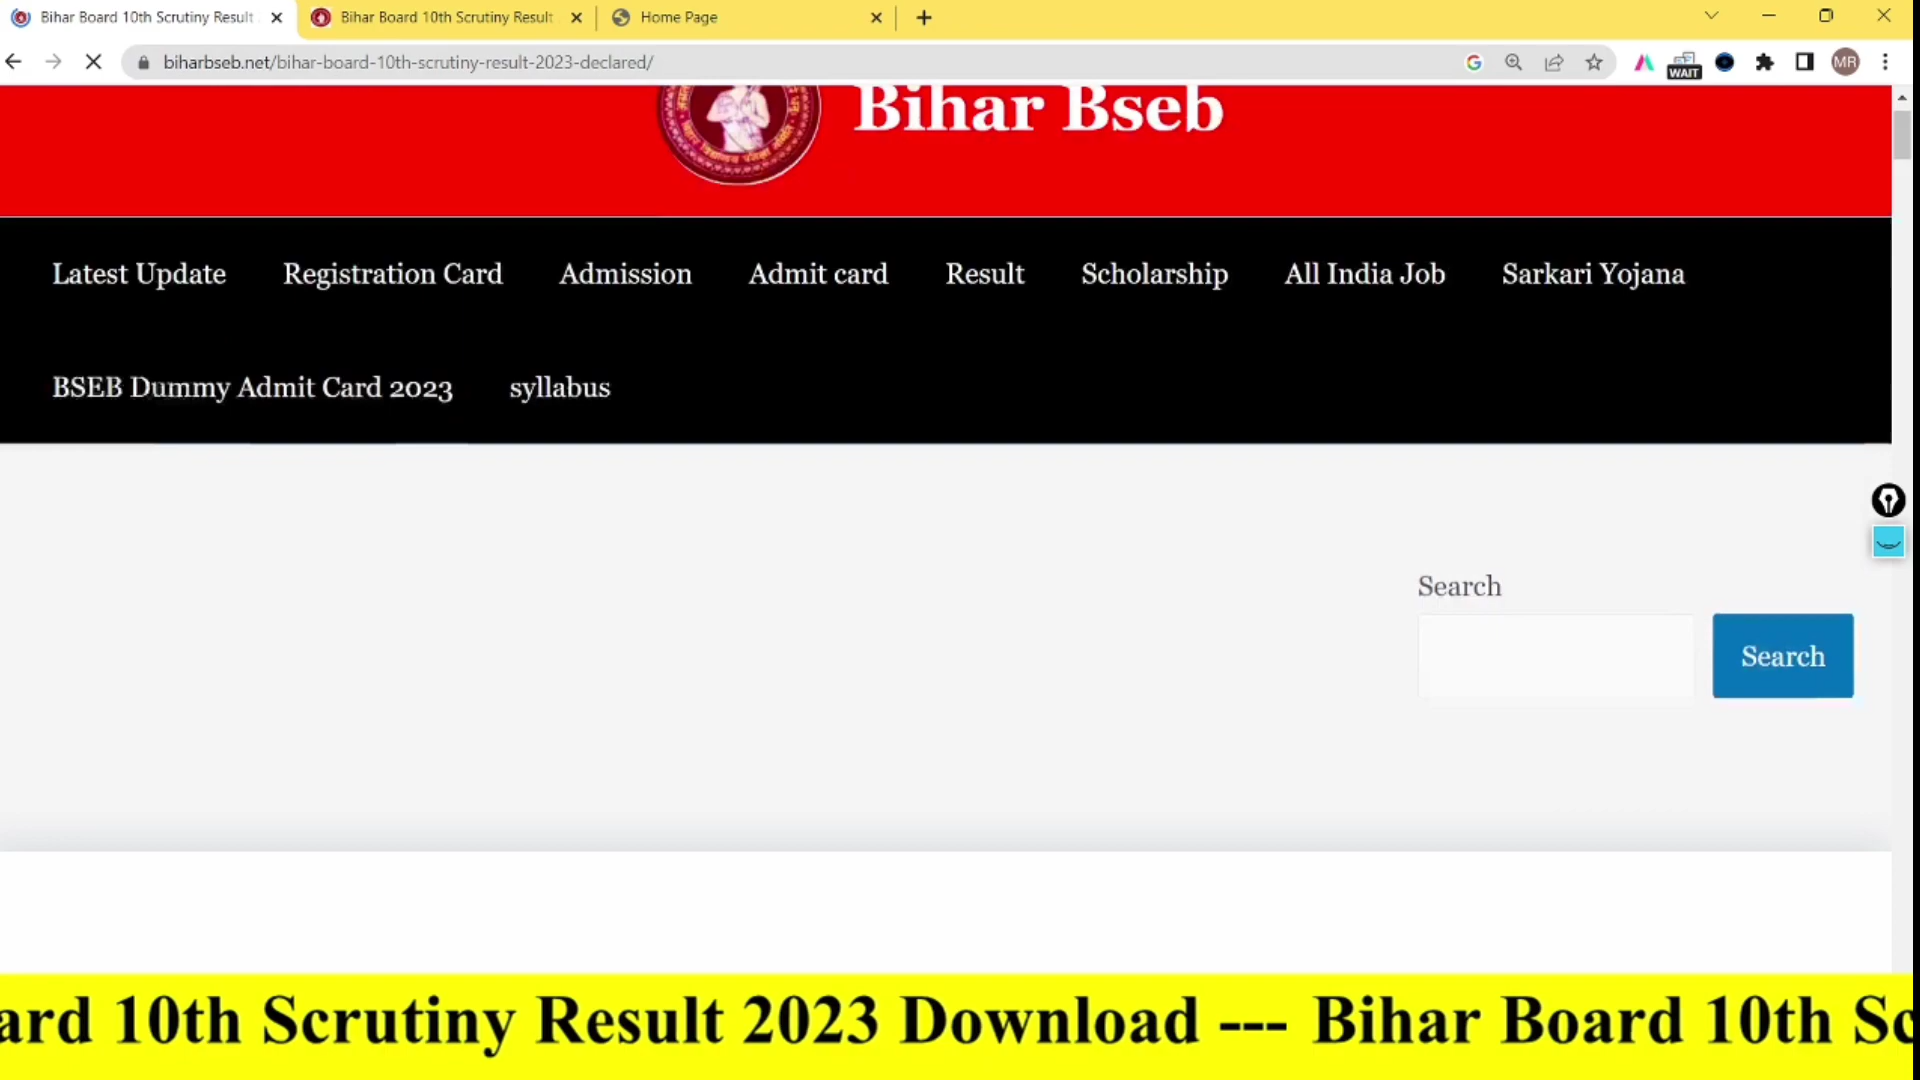 Bihar Board 10th Scrutiny Result
Bihar Board 10th Scrutiny Result
Home Page
biharbseb.net/bihar-board-10th-scrutiny-result-2023-declared/
WAIT
MR
Bihar Bseb
Latest Update
Registration Card
Admission
Admit card
Result
Scholarship
All India Job
Sarkari Yojana
BSEB Dummy Admit Card 2023
syllabus
Search
Search
ard 10th Scrutiny Result 2023 Download --- Bihar Board 10th Sc